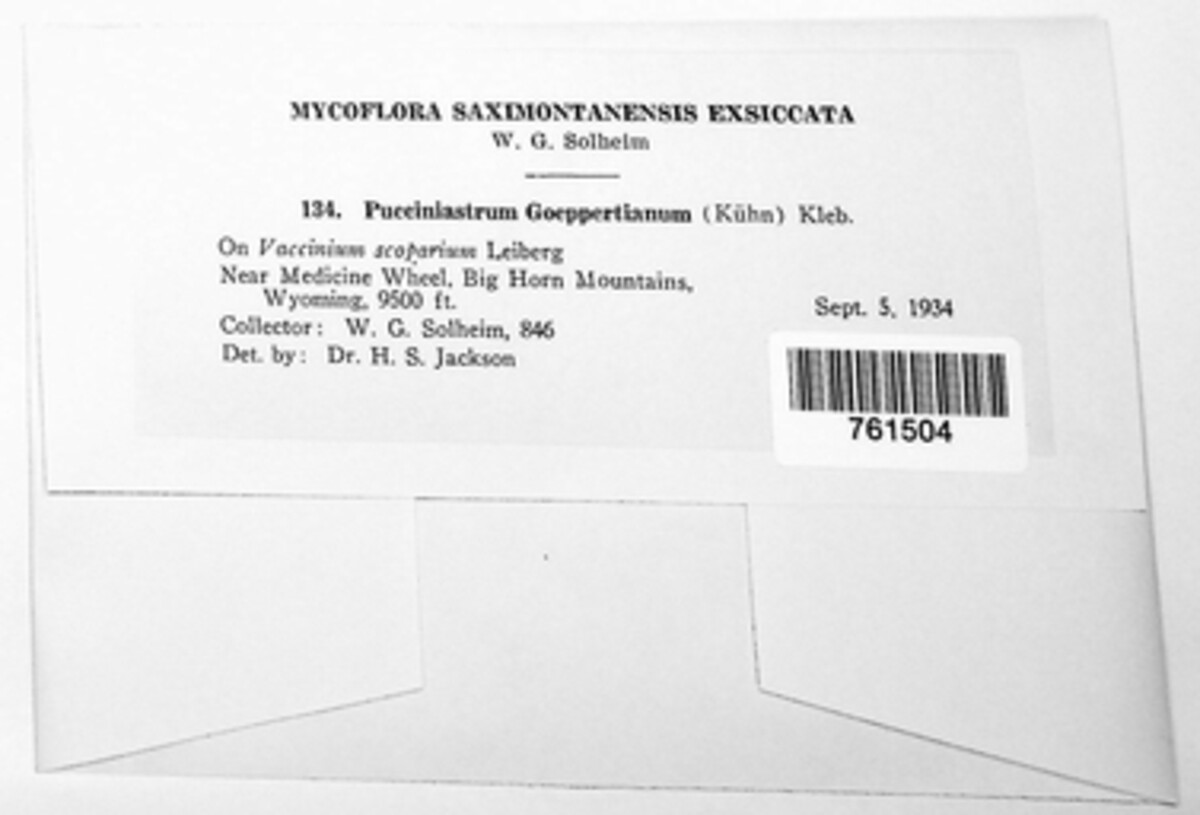 MYCOFLORA SAXIMONTANENSIS EXSICCATA
W. G. Solheim
134. Pucciniastrum Goeppertianum (Kühn) Kleb.
On Vaccinium scoparium Leiberg
Near Medicine Wheel, Big Horn Mountains,
Wyoming, 9500 ft.
Sept. 5, 1934
Collector: W. G. Solheim, 846
Det. by: Dr. H. S. Jackson
761504